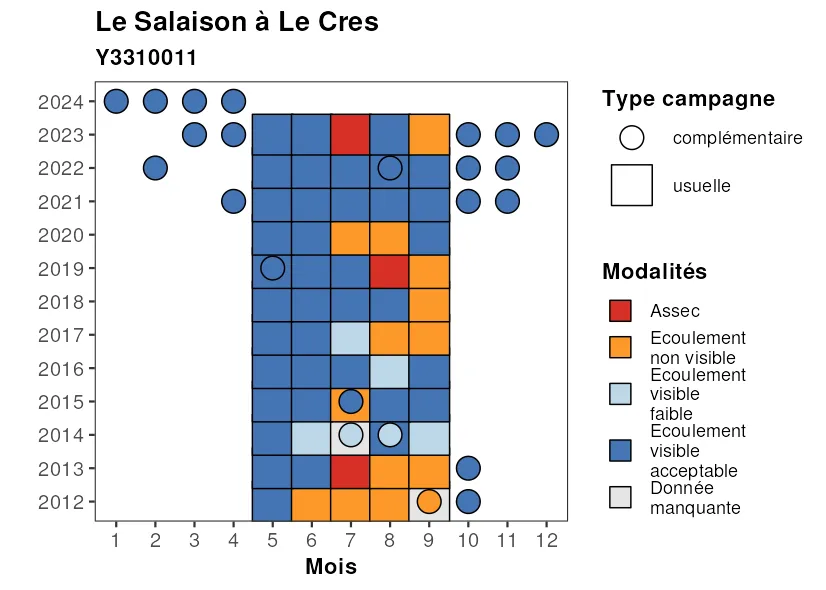 Le Salaison à Le Cres
Y3310011
2024
2023
2022
2021
2020
2019
2018
2017
2016
2015
2014
2013
2012
1 2 3 4 5 6 7 8 9 10 11 12
Mois
Type campagne
complémentaire
usuelle
Modalités
Assec
Ecoulement
non visible
Ecoulement
visible
faible
Ecoulement
visible
acceptable
Donnée
manquante